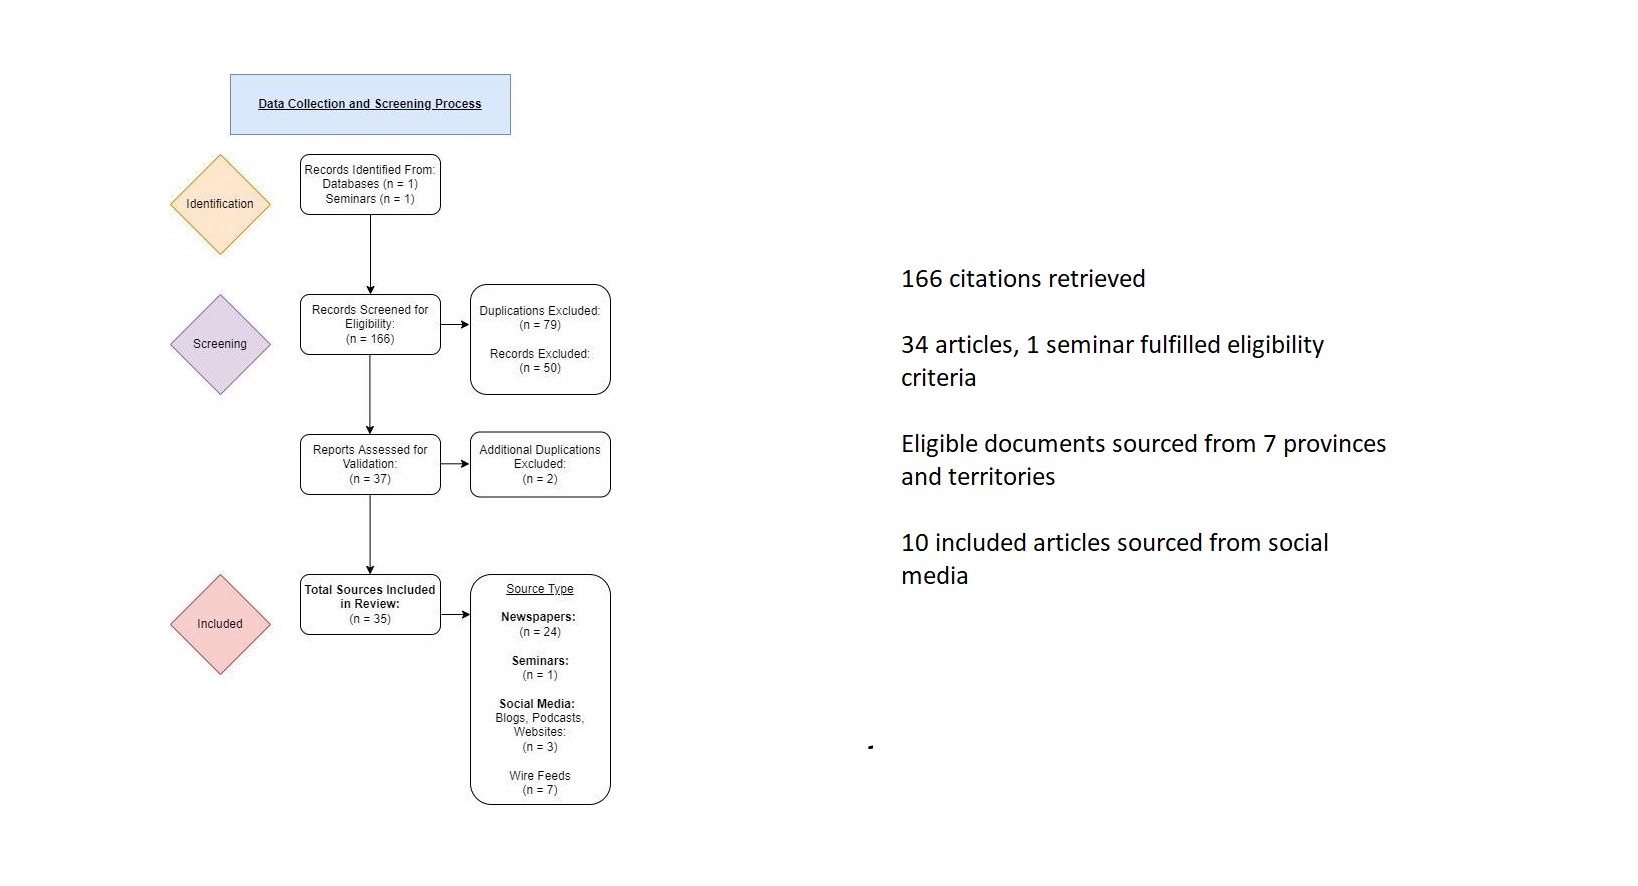 Data Collection and Screening Process
Identification
Records Identified From:
Databases (n = 1)
Seminars (n = 1)
Screening
Records Screened for
Eligibility:
(n = 166)
Duplications Excluded:
(n = 79)
Records Excluded:
(n = 50)
Reports Assessed for
Validation:
(n = 37)
Additional Duplications
Excluded:
(n = 2)
Included
Total Sources Included
in Review:
(n = 35)
Source Type
Newspapers:
(n = 24)
Seminars:
(n = 1)
Social Media:
Blogs, Podcasts,
Websites:
(n = 3)
Wire Feeds
(n = 7)
166 citations retrieved
34 articles, 1 seminar fulfilled eligibility
criteria
Eligible documents sourced from 7 provinces
and territories
10 included articles sourced from social
media